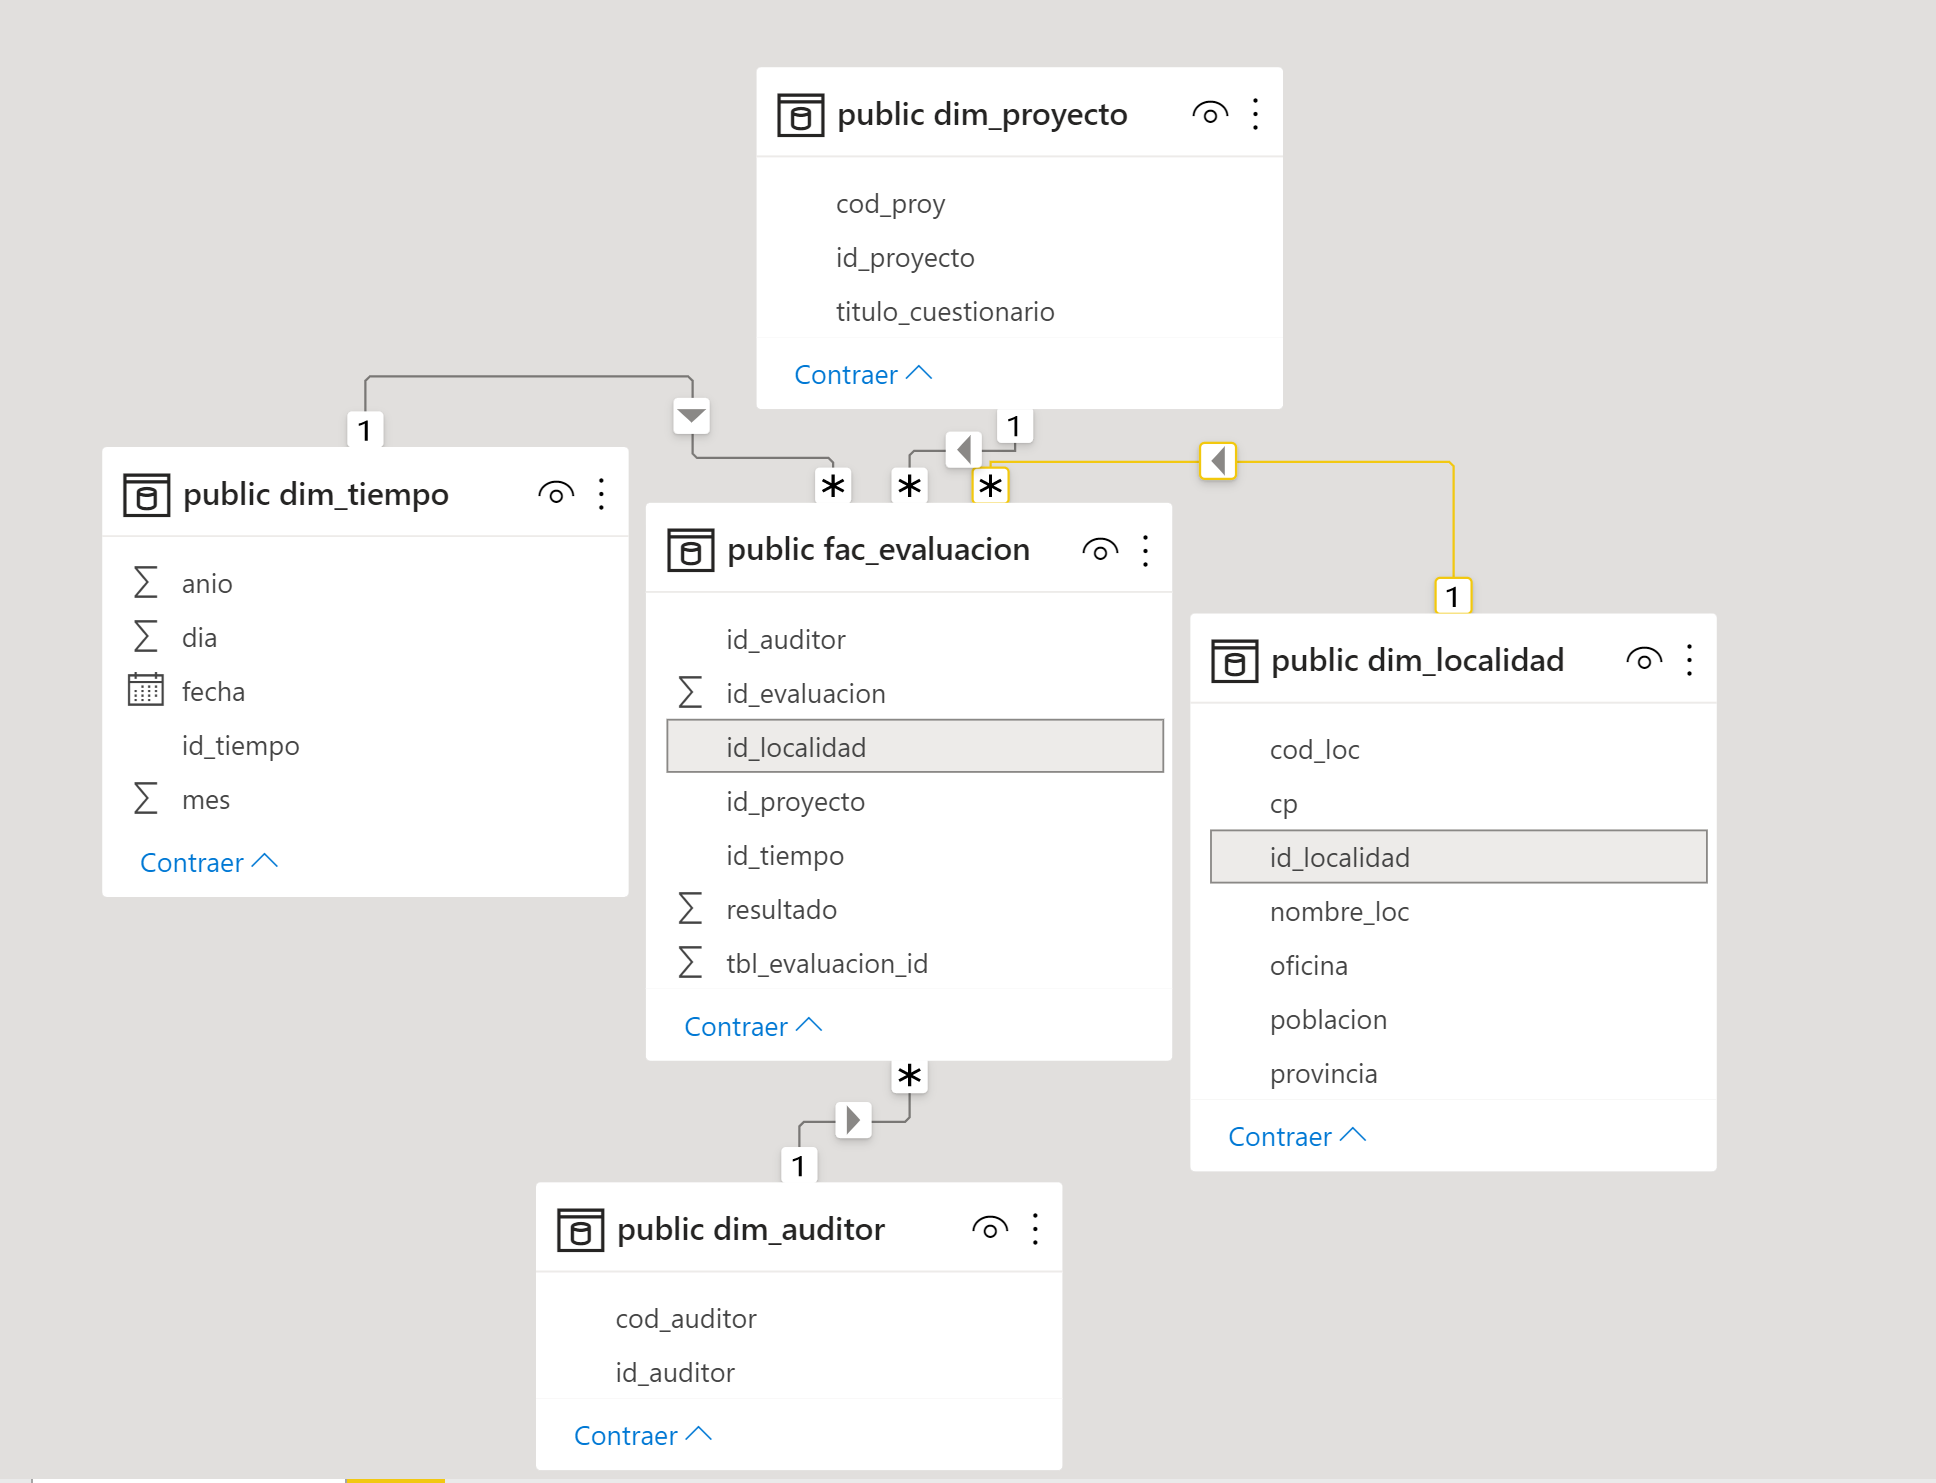 public dim_proyecto
cod_proy
id_proyecto
titulo_cuestionario
Contraer
1
1
* * *
public dim_tiempo
anio
dia
fecha
id_tiempo
mes
Contraer
public fac_evaluacion
id_auditor
id_evaluacion
id_localidad
id_proyecto
id_tiempo
resultado
tbl_evaluacion_id
Contraer
1
public dim_localidad
cod_loc
cp
id_localidad
nombre_loc
oficina
poblacion
provincia
Contraer
*
1
public dim_auditor
cod_auditor
id_auditor
Contraer